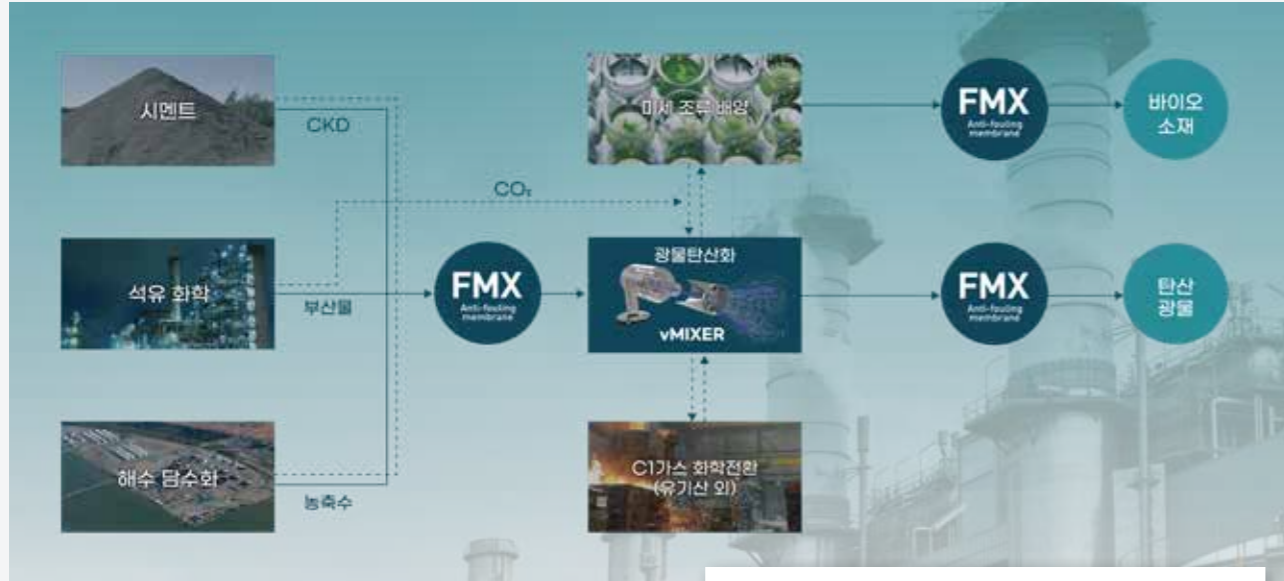 시멘트
CKD
미세 조류 배양
FMX
Anti-fouling
membrane
바이오
소재
CO₂
석유 화학
부산물
FMX
Anti-fouling
membrane
광물탄산화
vMIXER
FMX
Anti-fouling
membrane
탄산
광물
해수 담수화
농축수
C1가스 화학전환
(유기산 외)